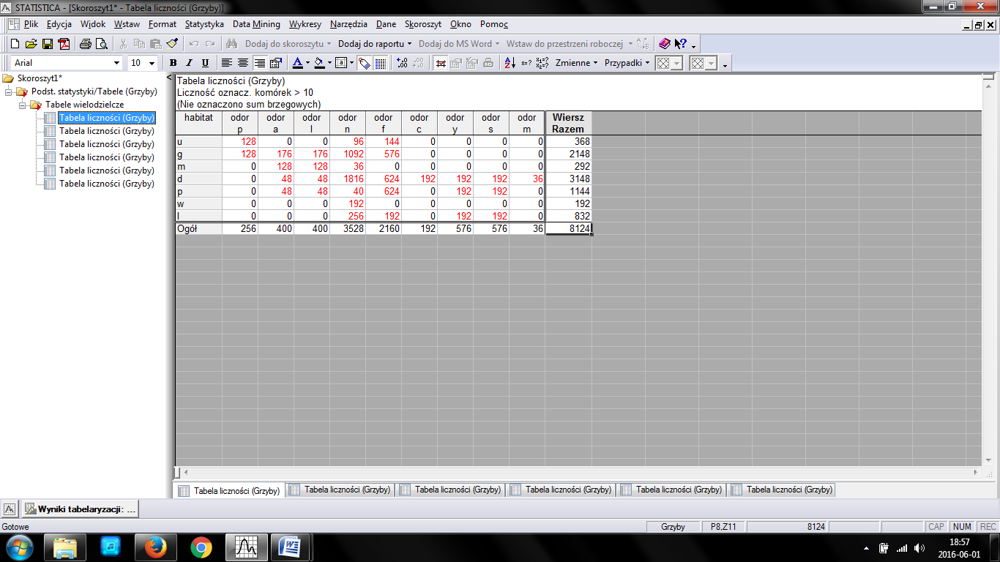 STATISTICA - [Skoroszyt1* - Tabela liczności (Grzyby)]
Plik Edycja Widok Wstaw Format Statystyka Data Mining Wykresy Narzędzia Dane Skoroszyt Okno Pomoc
Dodaj do skoroszytu Dodaj do raportu Dodaj do MS Word Wstaw do przestrzeni roboczej
Arial 10 B I U Zmienne Przypadki
Skoroszyt1*
Podst. statystyki/Tabele (Grzyby)
Tabele wielodzielcze
Tabela liczności (Grzyby)
Tabela liczności (Grzyby)
Tabela liczności (Grzyby)
Tabela liczności (Grzyby)
Tabela liczności (Grzyby)
Tabela liczności (Grzyby)
Tabela liczności (Grzyby)
Liczność oznacz. komórek > 10
(Nie oznaczono sum brzegowych)
habitat odor odor odor odor odor odor odor odor odor Wiersz
p a l n f c y s m Razem
u 128 0 0 96 144 0 0 0 0 368
g 128 176 176 1092 576 0 0 0 0 2148
m 0 128 128 36 0 0 0 0 0 292
d 0 48 48 1816 624 192 192 192 36 3148
p 0 48 48 40 624 0 192 192 0 1144
w 0 0 0 192 0 0 0 0 0 192
l 0 0 0 256 192 0 192 192 0 832
Ogół 256 400 400 3528 2160 192 576 576 36 8124
Tabela liczności (Grzyby) Tabela liczności (Grzyby) Tabela liczności (Grzyby) Tabela liczności (Grzyby) Tabela liczności (Grzyby) Tabela liczności (Grzyby)
Wyniki tabelaryzacji: ...
Gotowe Grzyby P8,Z11 8124 CAP NUM REC
18:57
2016-06-01